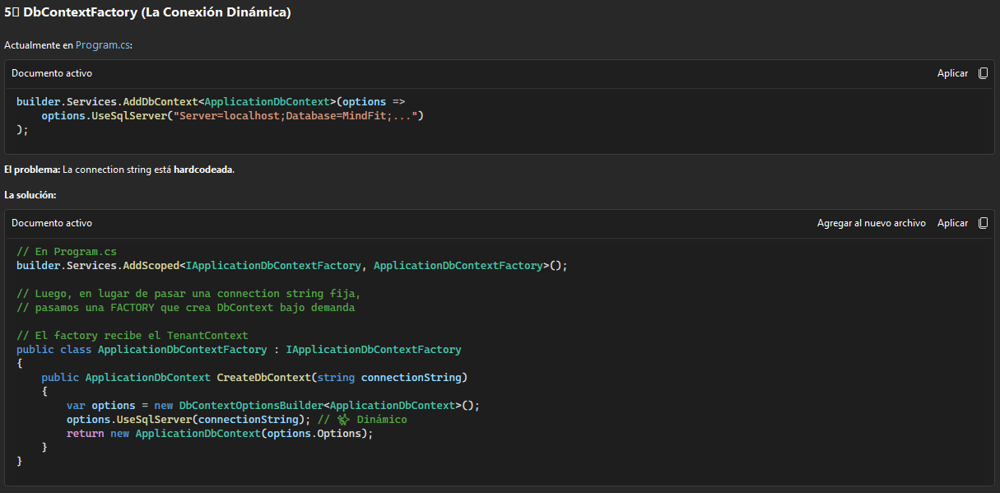 5▯ DbContextFactory (La Conexión Dinámica)
Actualmente en Program.cs:
Documento activo
Aplicar
builder.Services.AddDbContext<ApplicationDbContext>(options =>
    options.UseSqlServer("Server=localhost;Database=MindFit;...")
);
El problema: La connection string está hardcodeada.
La solución:
Documento activo
Agregar al nuevo archivo Aplicar
// En Program.cs
builder.Services.AddScoped<IApplicationDbContextFactory, ApplicationDbContextFactory>();
// Luego, en lugar de pasar una connection string fija,
// pasamos una FACTORY que crea DbContext bajo demanda
// El factory recibe el TenantContext
public class ApplicationDbContextFactory : IApplicationDbContextFactory
{
    public ApplicationDbContext CreateDbContext(string connectionString)
    {
        var options = new DbContextOptionsBuilder<ApplicationDbContext>();
        options.UseSqlServer(connectionString); // ✨ Dinámico
        return new ApplicationDbContext(options.Options);
    }
}